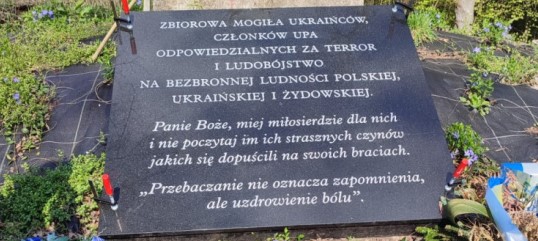 ZBIOROWA MOGIŁA UKRAIŃCÓW,
CZŁONKÓW UPA
ODPOWIEDZIALNYCH ZA TERROR
I LUDOBÓJSTWO
NA BEZBRONNEJ LUDNOŚCI POLSKIEJ,
UKRAIŃSKIEJ I ŻYDOWSKIEJ.
Panie Boże, miej miłosierdzie dla nich
i nie poczytaj im ich strasznych czynów
jakich się dopuścili na swoich braciach.
„Przebaczanie nie oznacza zapomnienia,
ale uzdrowienie bólu”.